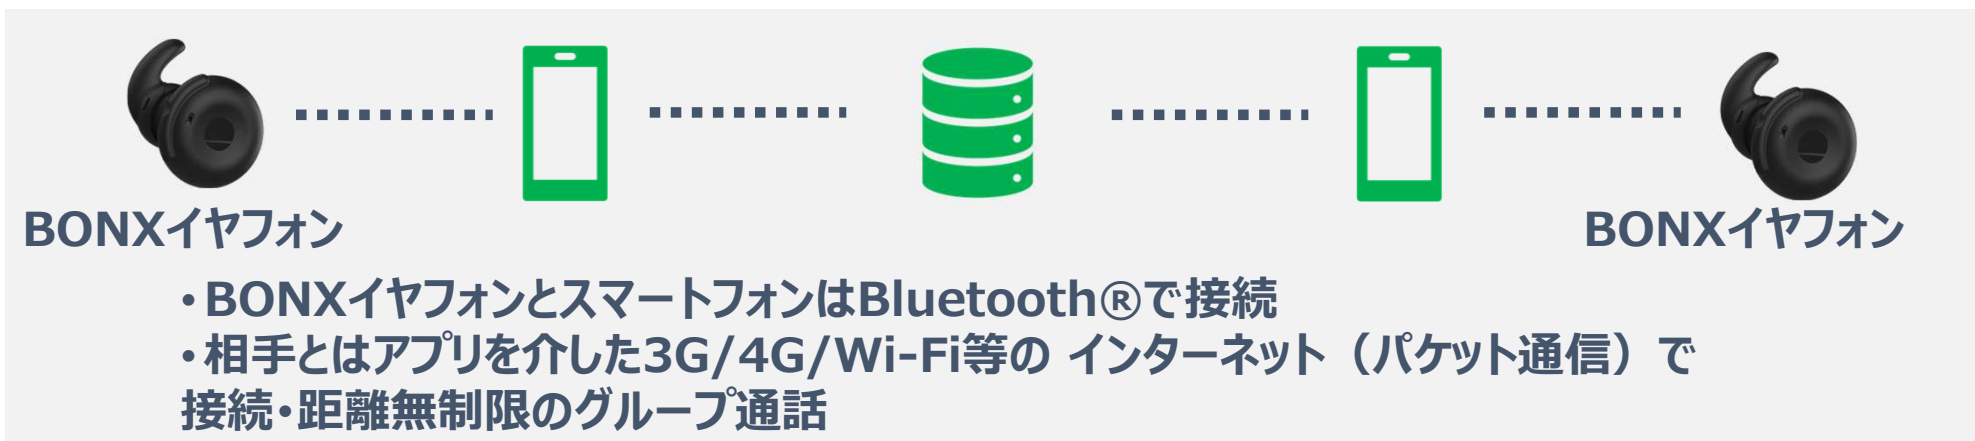 BONXイヤフォン
BONXイヤフォン
・BONXイヤフォンとスマートフォンはBluetooth®で接続
・相手とはアプリを介した3G/4G/Wi-Fi等の インターネット（パケット通信）で
接続・距離無制限のグループ通話